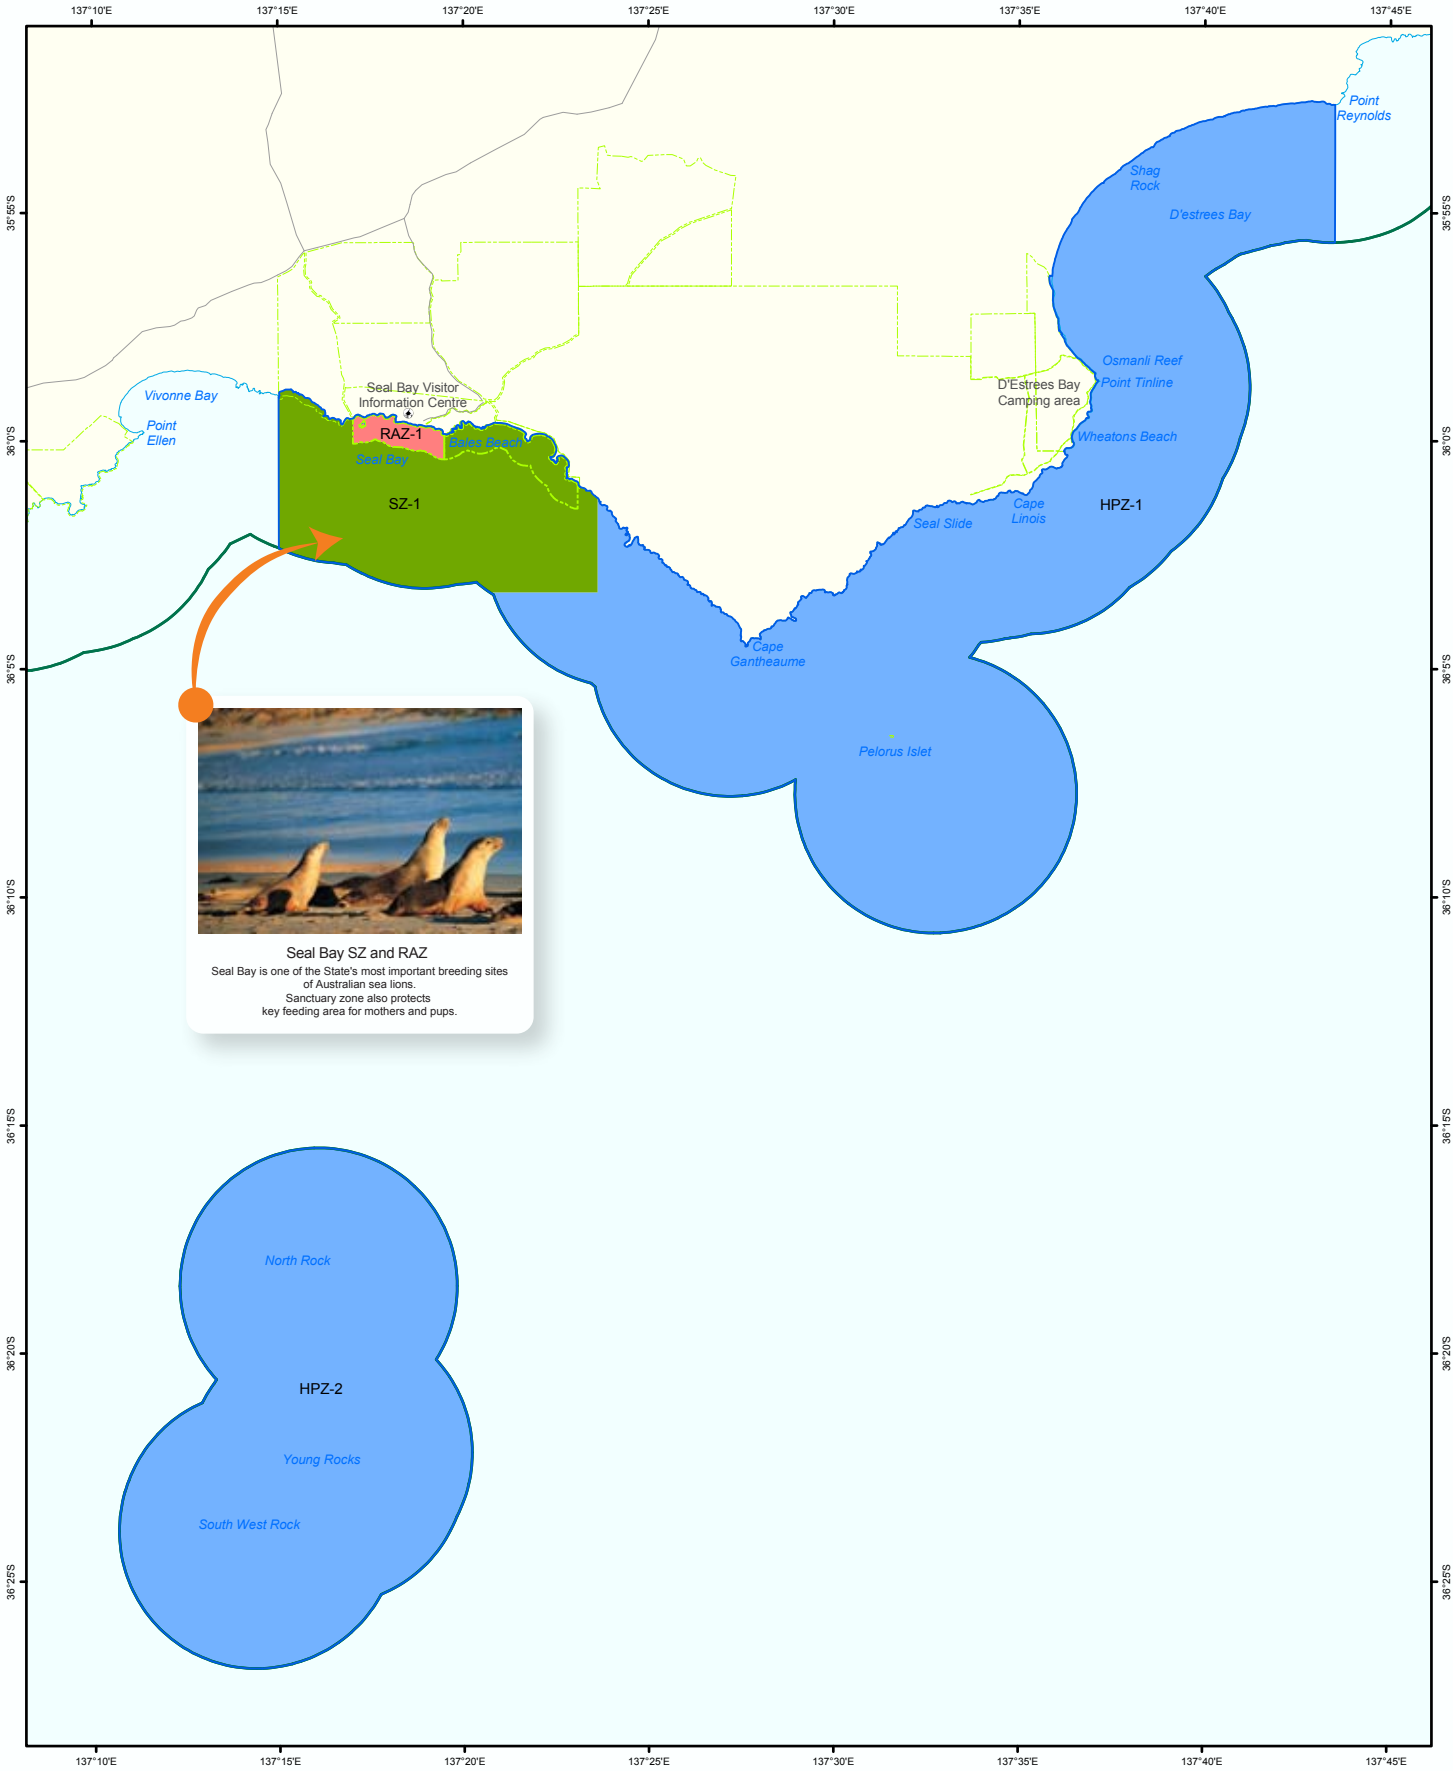 137°10'E
137°15'E
137°20'E
137°25'E
137°30'E
137°35'E
137°40'E
137°45'E
Point
Reynolds
Shag
Rock
D'estrees Bay
35°55'S
35°55'S
Osmanli Reef
Point Tinline
D'Estrees Bay
Camping area
Seal Bay Visitor
Information Centre
Vivonne Bay
Point
Ellen
RAZ-1
Bales Beach
Seal Bay
Wheatons Beach
36°0'S
36°0'S
SZ-1
HPZ-1
Cape
Linois
Seal Slide
Cape
Gantheaume
36°5'S
36°5'S
Pelorus Islet
36°10'S
36°10'S
Seal Bay SZ and RAZ
Seal Bay is one of the State's most important breeding sites
of Australian sea lions.
Sanctuary zone also protects
key feeding area for mothers and pups.
36°15'S
36°15'S
North Rock
36°20'S
36°20'S
HPZ-2
Young Rocks
South West Rock
36°25'S
36°25'S
137°10'E
137°15'E
137°20'E
137°25'E
137°30'E
137°35'E
137°40'E
137°45'E